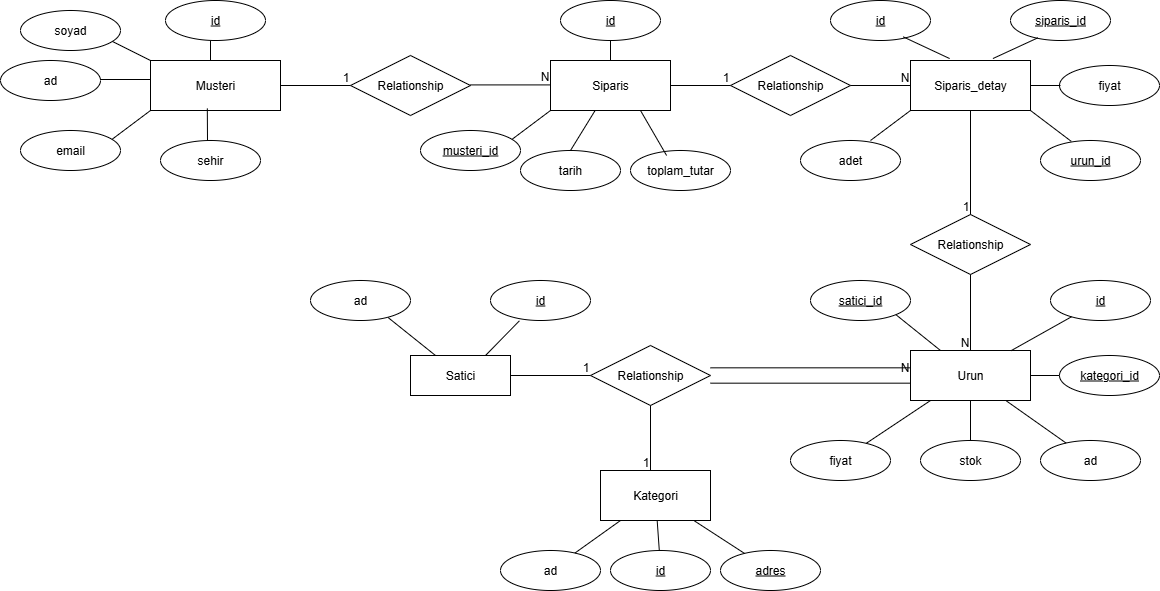 id
id
id
siparis_id
soyad
ad
Musteri
1
Relationship
N
Siparis
1
Relationship
N
Siparis_detay
fiyat
email
sehir
musteri_id
tarih
toplam_tutar
adet
urun_id
1
Relationship
ad
id
satici_id
id
N
Satici
1
Relationship
N
Urun
kategori_id
1
fiyat
stok
ad
Kategori
ad
id
adres